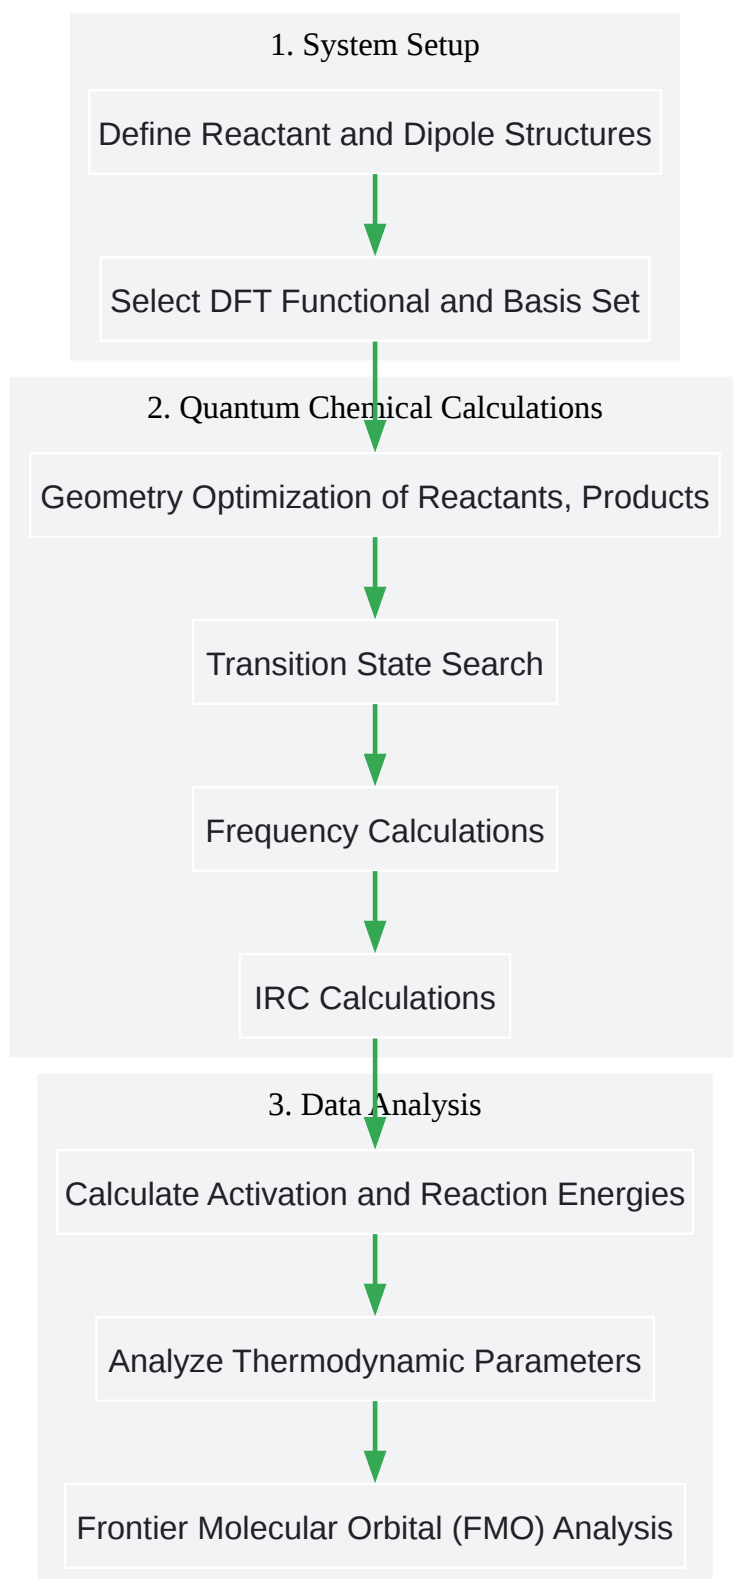 1. System Setup
Define Reactant and Dipole Structures
Select DFT Functional and Basis Set
2. Quantum Chemical Calculations
Geometry Optimization of Reactants, Products
Transition State Search
Frequency Calculations
IRC Calculations
3. Data Analysis
Calculate Activation and Reaction Energies
Analyze Thermodynamic Parameters
Frontier Molecular Orbital (FMO) Analysis